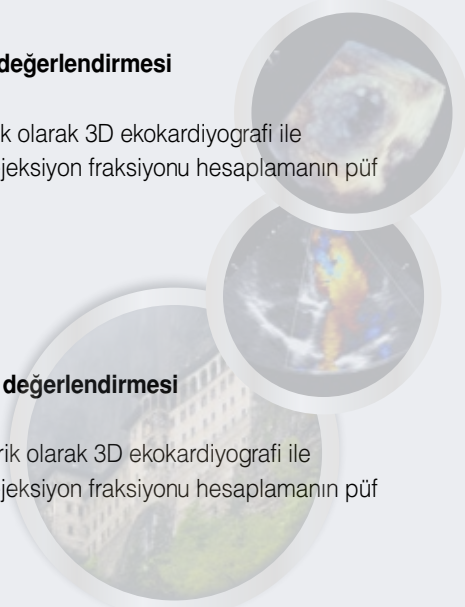 değerlendirmesi
k olarak 3D ekokardiyografi ile
jeksiyon fraksiyonu hesaplamanın püf
değerlendirmesi
rik olarak 3D ekokardiyografi ile
jeksiyon fraksiyonu hesaplamanın püf